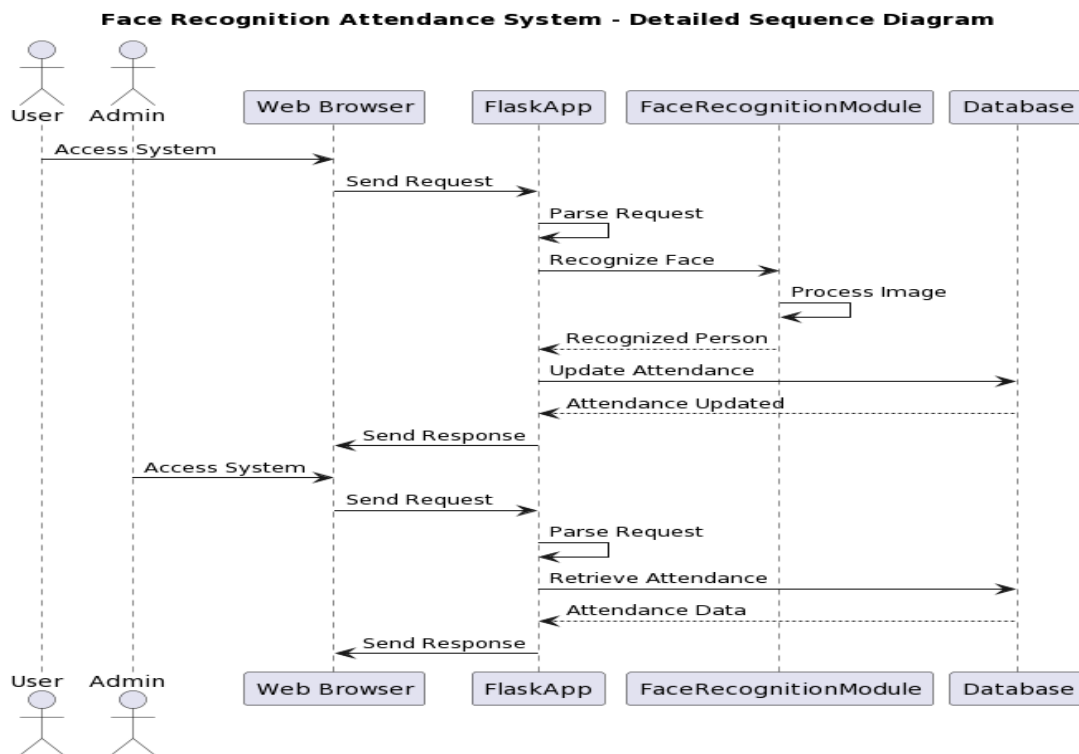 Face Recognition Attendance System - Detailed Sequence Diagram
User Admin Web Browser FlaskApp FaceRecognitionModule Database
Access System
Send Request
Parse Request
Recognize Face
Process Image
Recognized Person
Update Attendance
Attendance Updated
Send Response
Access System
Send Request
Parse Request
Retrieve Attendance
Attendance Data
Send Response
User Admin Web Browser FlaskApp FaceRecognitionModule Database